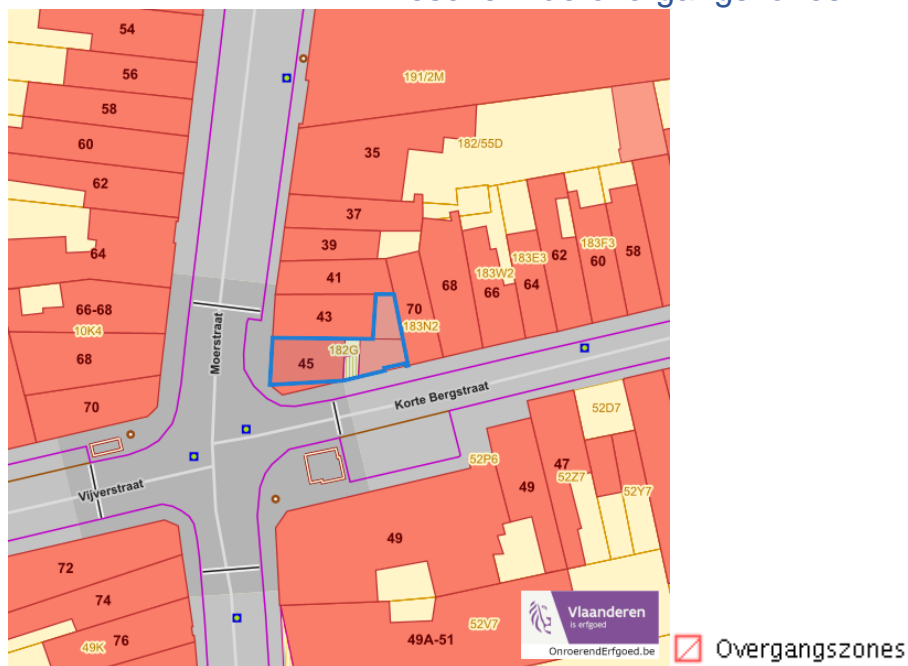 54
56
191/2M
58
60
35
182/55D
62
37
64
39
62
183F3
58
183E3
60
41
68
183W2
66
64
66-68
43
70
183N2
10K4
Moerstraat
68
45
182G
70
Korte Bergstraat
52D7
52P6
47
Vijverstraat
49
52Z7
52Y7
49
72
74
76
49K
49A-51
52V7
Vlaanderen
is erfgoed
OnroerendErfgoed.be
Overgangszones